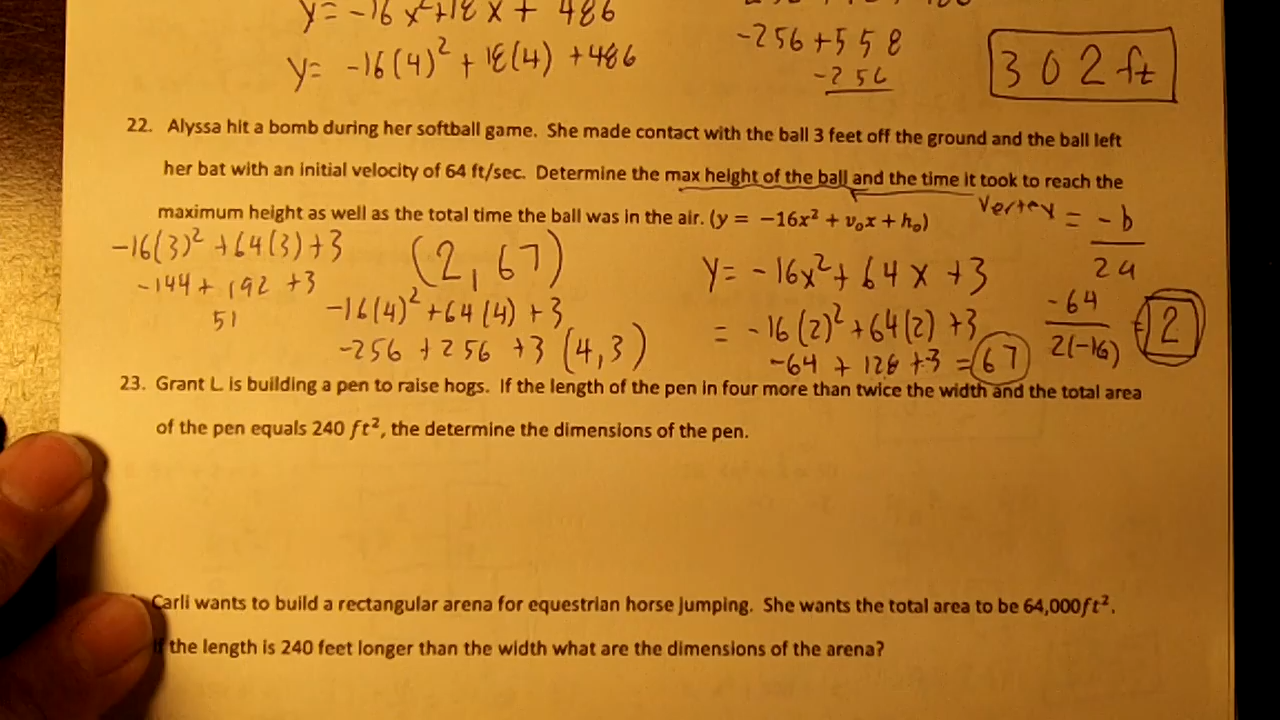 y = -16x²+18x + 486
y= -16(4)² + 18(4) +486
-256+558
-256
302ft
22. Alyssa hit a bomb during her softball game. She made contact with the ball 3 feet off the ground and the ball left
her bat with an initial velocity of 64 ft/sec. Determine the max height of the ball and the time it took to reach the
maximum height as well as the total time the ball was in the air. (y = −16x² + v₀x + h₀)
Vertex = -b
2a
-16(3)² +64(3)+3
-144+ 192 +3
51
(2,67)
-16(4)² +64(4)+3
-256 +256 +3 (4,3)
y= -16x²+ 64x +3
= -16(2)²+64(2)+3
-64 + 128 +3 =67
-64
2(-16)
= 2
23. Grant L is building a pen to raise hogs. If the length of the pen in four more than twice the width and the total area
of the pen equals 240 ft², the determine the dimensions of the pen.
Carli wants to build a rectangular arena for equestrian horse jumping. She wants the total area to be 64,000ft².
If the length is 240 feet longer than the width what are the dimensions of the arena?